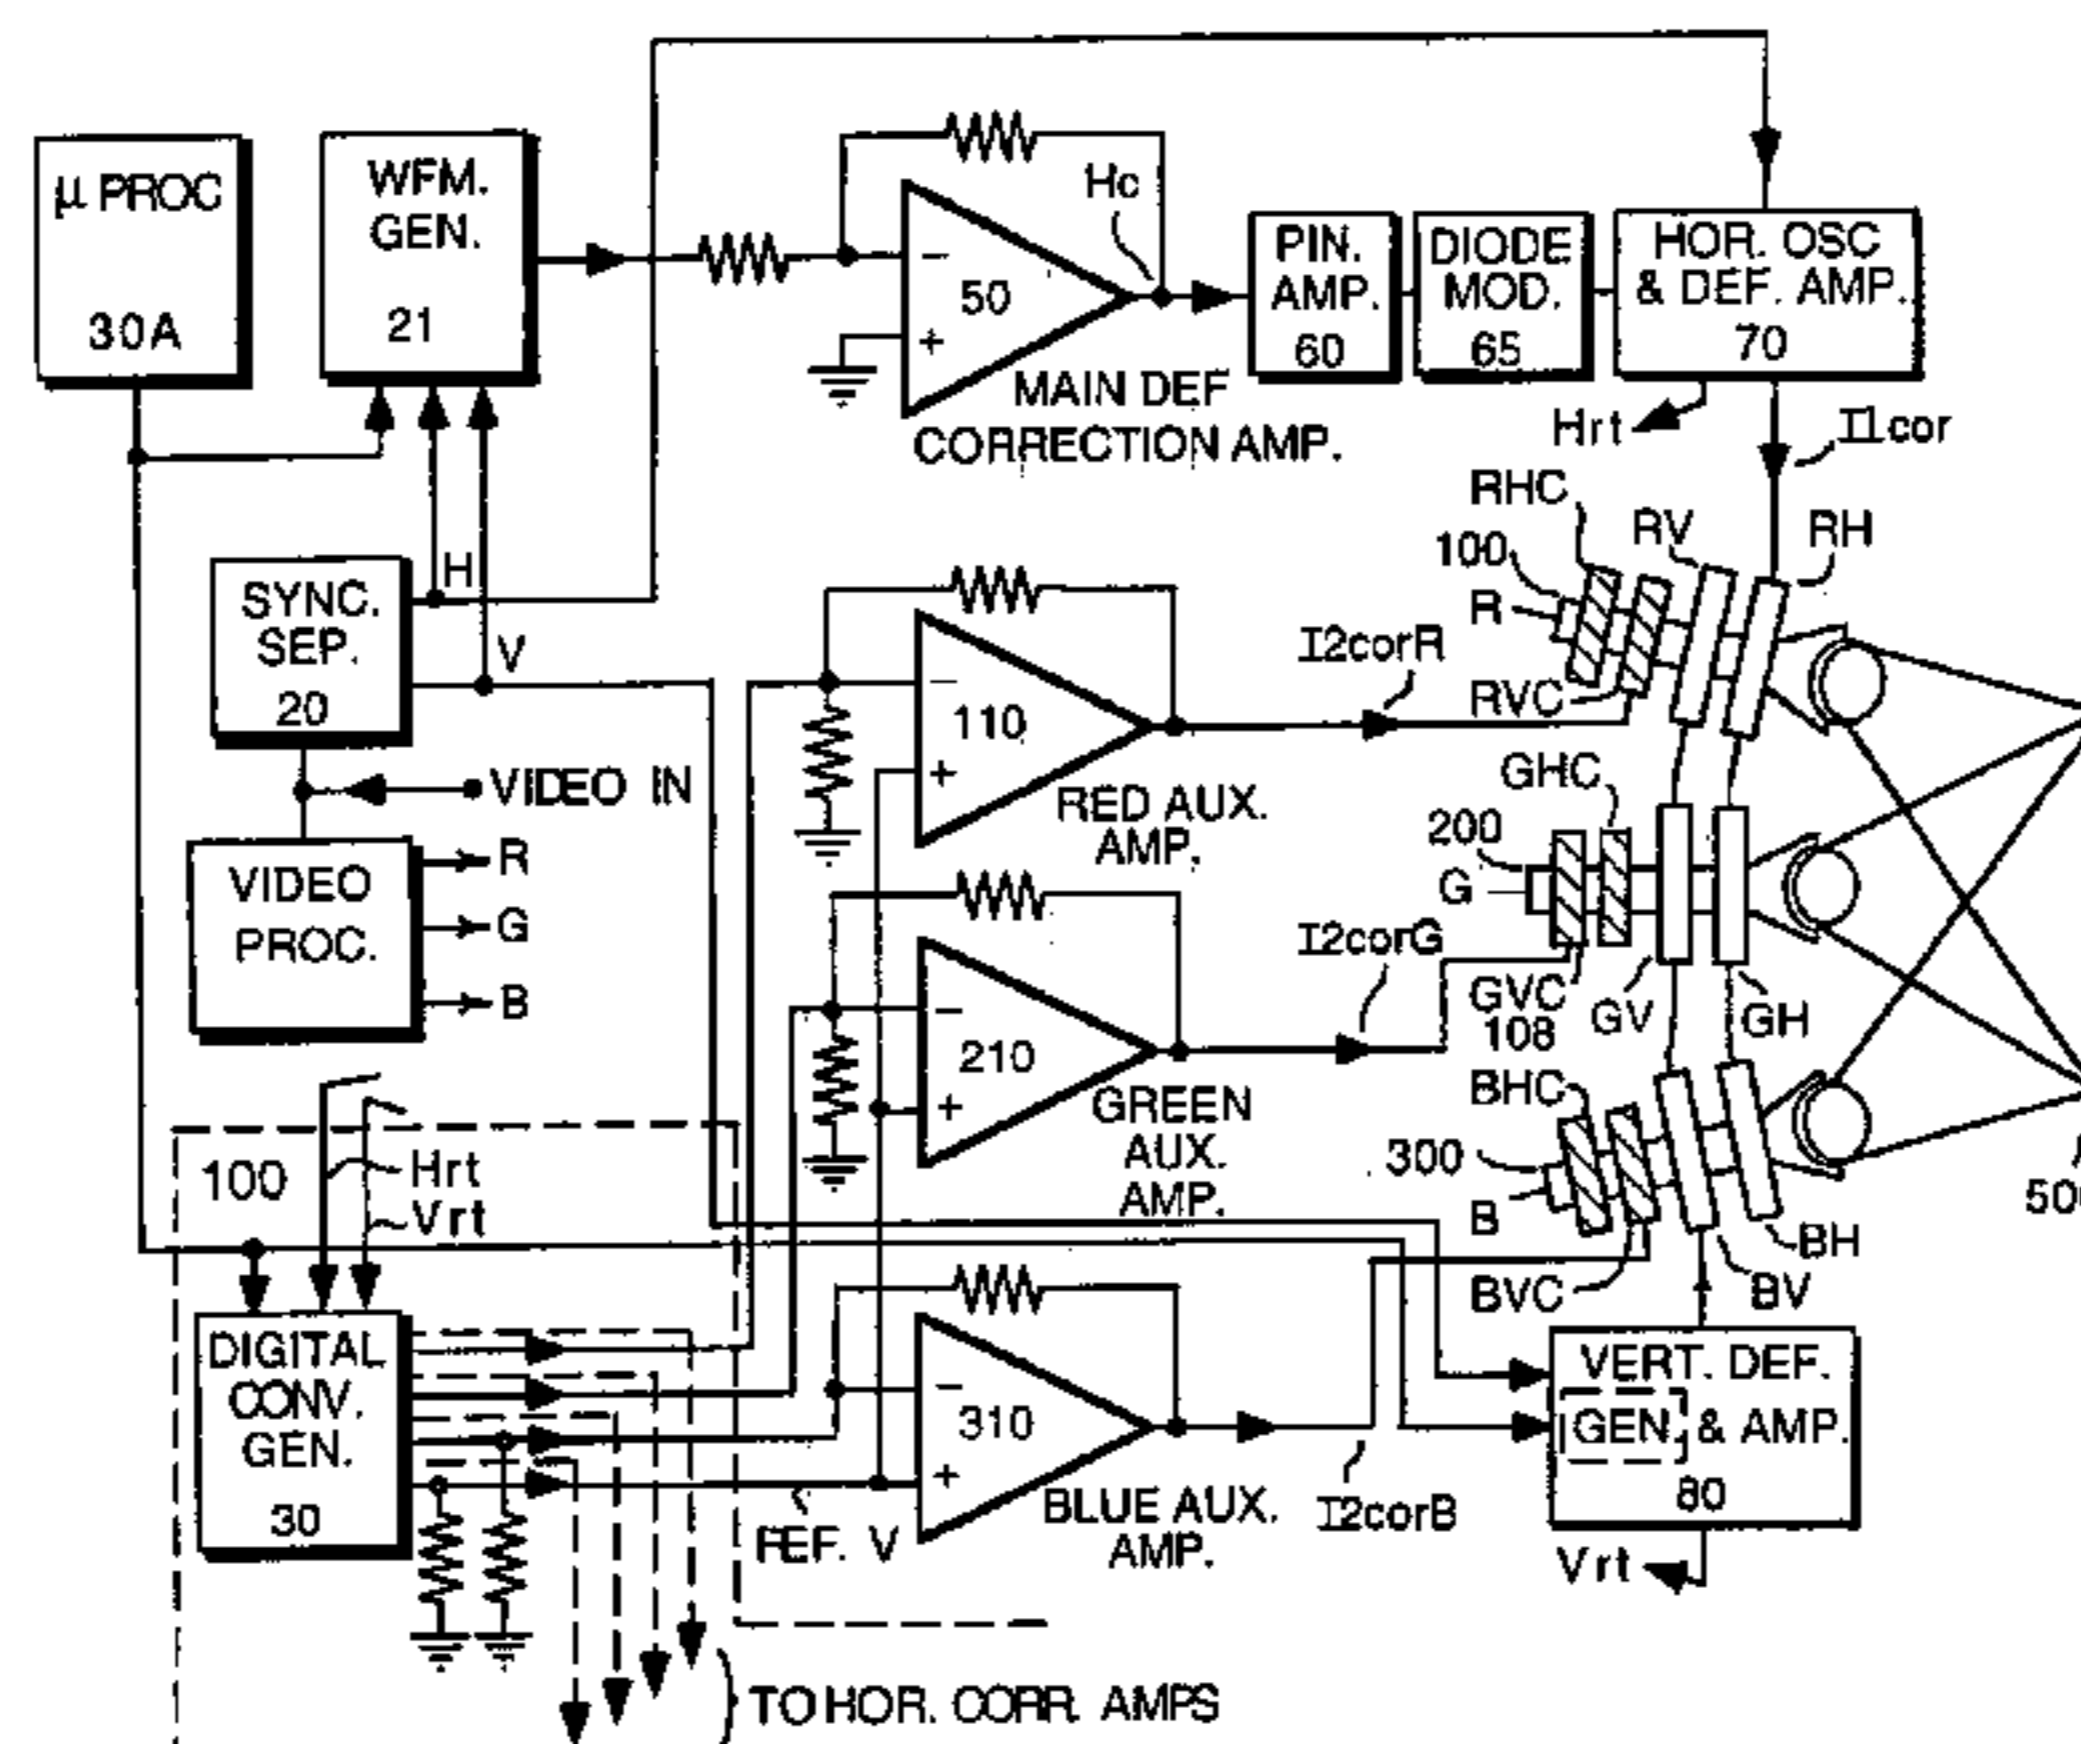 μ PROC
30A
WFM.
GEN.
21
Hc
50
MAIN DEF
CORRECTION AMP.
PIN.
AMP.
60
DIODE
MOD.
65
HOR. OSC
& DEF. AMP.
70
Hrt
I1cor
SYNC.
SEP.
20
H
V
VIDEO IN
VIDEO
PROC.
R
G
B
110
RED AUX.
AMP.
I2corR
RHC
100
R
RVC
RV
RH
GHC
200
G
GVC
108
GV
GH
210
GREEN
AUX.
AMP.
I2corG
BHC
300
B
BVC
BV
BH
100
Hrt
Vrt
DIGITAL
CONV.
GEN.
30
REF. V
310
BLUE AUX.
AMP.
I2corB
VERT. DEF.
GEN. & AMP.
80
Vrt
TO HOR. CORR. AMPS